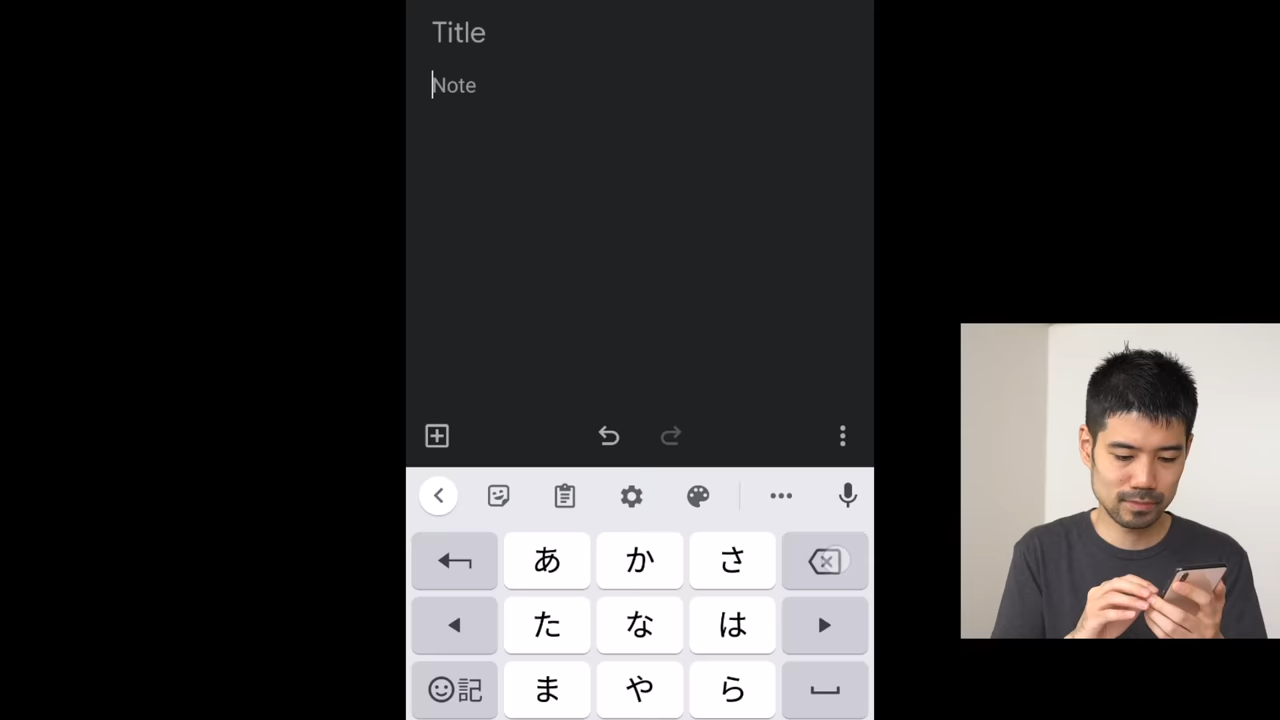 Title
Note
あ か さ
た な は
記 ま や ら